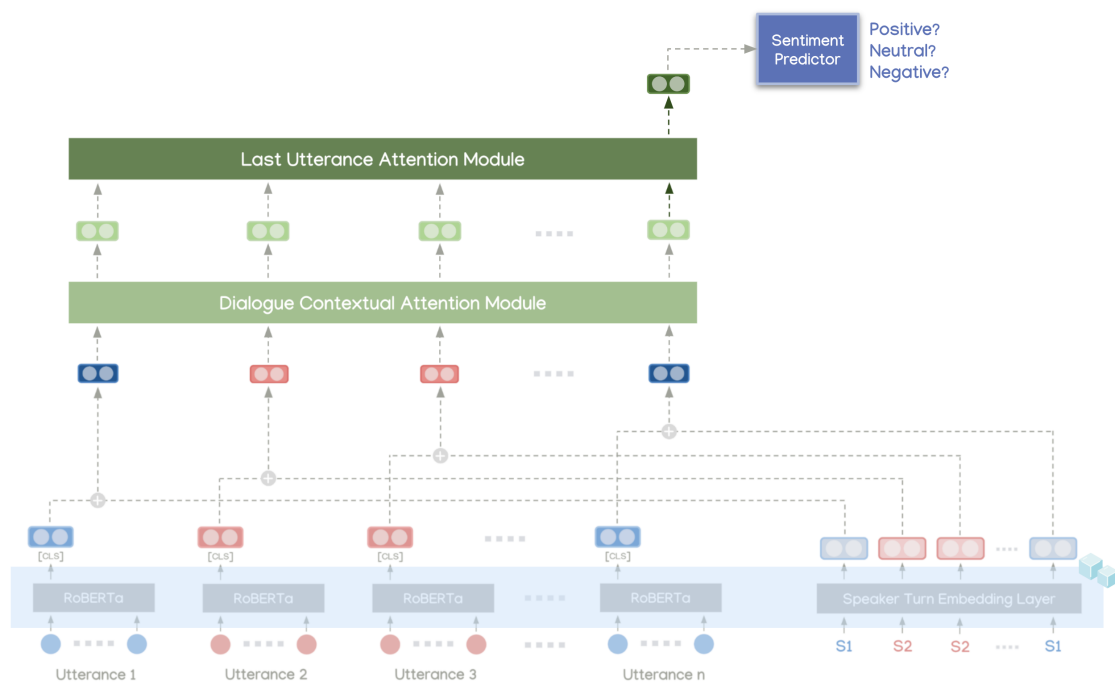 Sentiment
Predictor
Positive?
Neutral?
Negative?
Last Utterance Attention Module
Dialogue Contextual Attention Module
+
+
+
+
[CLS]
[CLS]
[CLS]
[CLS]
RoBERTa
RoBERTa
RoBERTa
RoBERTa
Speaker Turn Embedding Layer
S1
S2
S2
S1
Utterance 1
Utterance 2
Utterance 3
Utterance n